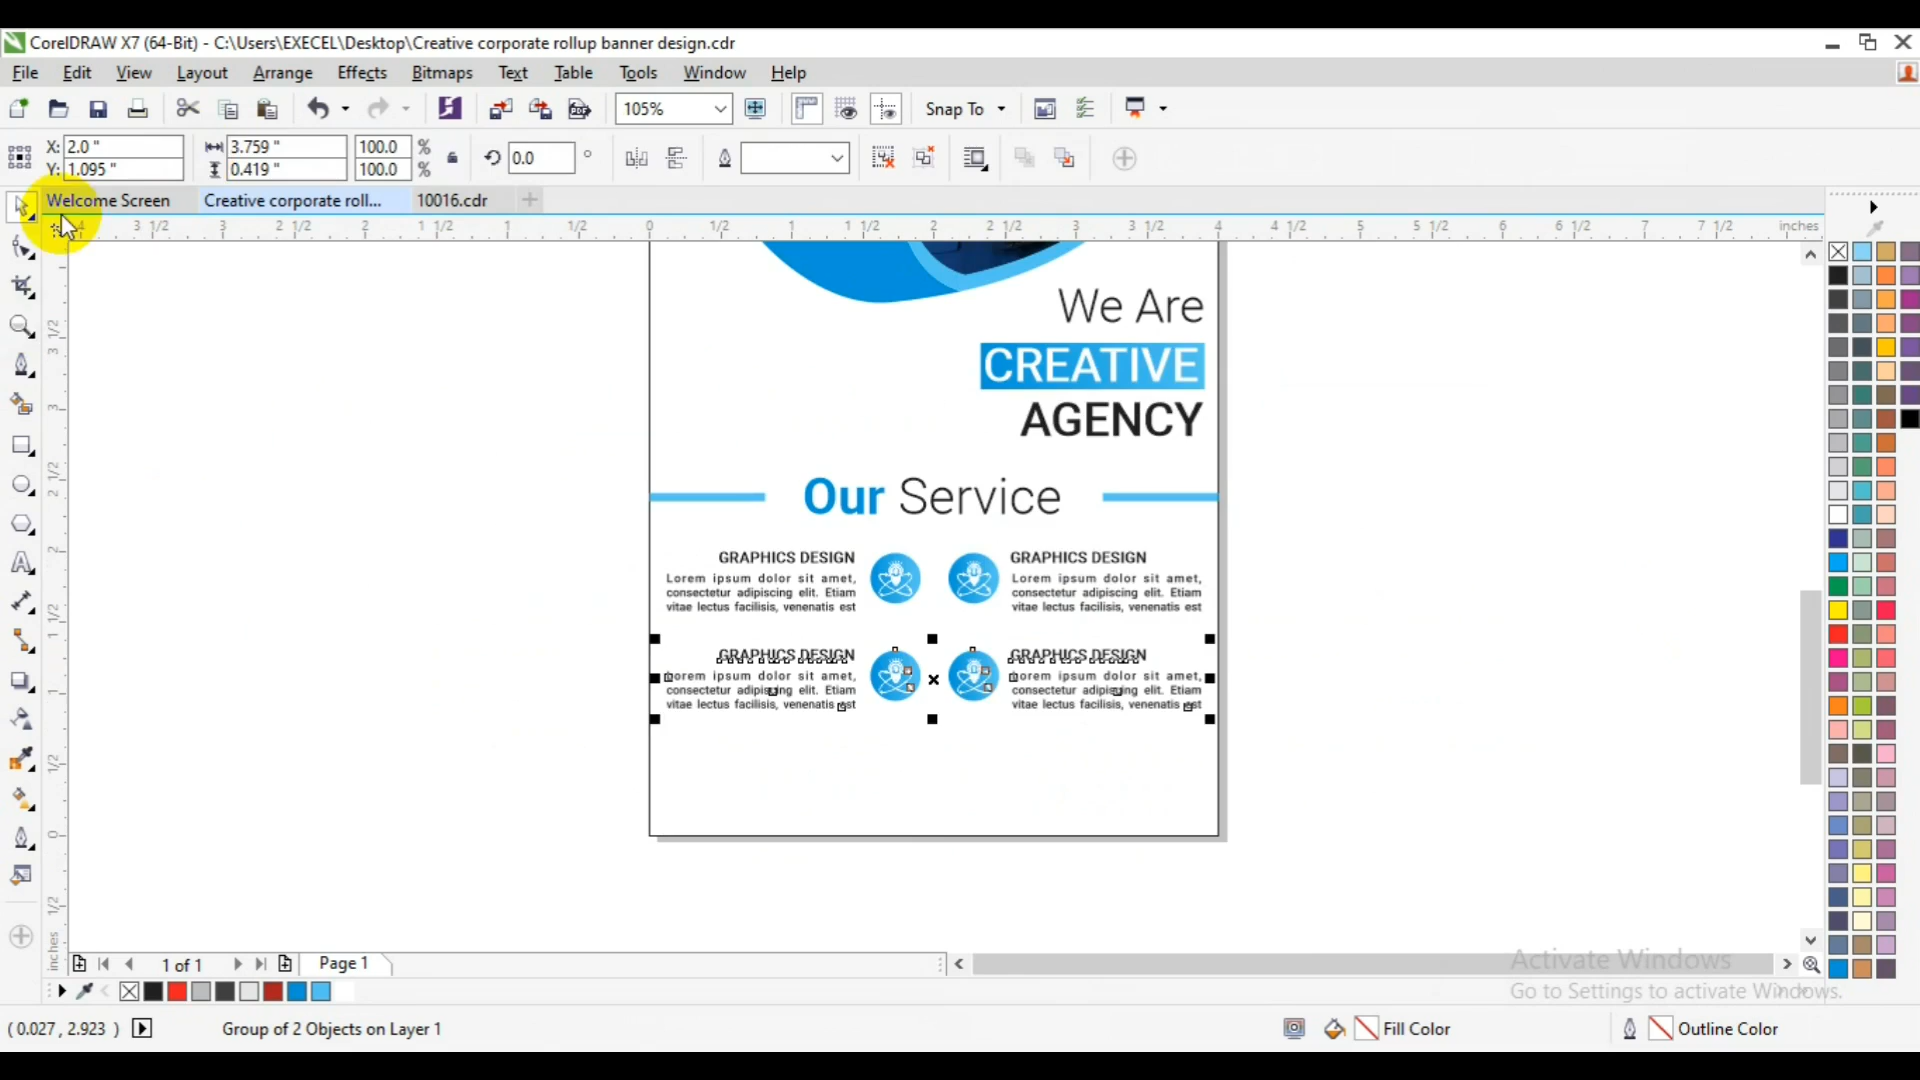 CorelDRAW X7 (64-Bit) - C:\Users\EXECEL\Desktop\Creative corporate rollup banner design.cdr
File Edit View Layout Arrange Effects Bitmaps Text Table Tools Window Help
105% Snap To
X: 2.0 " 3.759 " 100.0 % 0.0 °
Y: 1.095 " 0.419 " 100.0 %
Welcome Screen Creative corporate roll... 10016.cdr
3 1/2 3 2 1/2 2 1 1/2 1 1/2 0 1/2 1 1 1/2 2 2 1/2 3 3 1/2 4 4 1/2 5 5 1/2 6 6 1/2 7 7 1/2 inches
We Are
CREATIVE
AGENCY
Our Service
GRAPHICS DESIGN GRAPHICS DESIGN
Lorem ipsum dolor sit amet, Lorem ipsum dolor sit amet,
consectetur adipiscing elit. Etiam consectetur adipiscing elit. Etiam
vitae lectus facilisis, venenatis est vitae lectus facilisis, venenatis est
GRAPHICS DESIGN GRAPHICS DESIGN
Lorem ipsum dolor sit amet, Lorem ipsum dolor sit amet,
consectetur adipiscing elit. Etiam consectetur adipiscing elit. Etiam
vitae lectus facilisis, venenatis est vitae lectus facilisis, venenatis est
1 of 1 Page 1
Activate Windows
Go to Settings to activate Windows.
( 0.027 , 2.923 ) Group of 2 Objects on Layer 1 Fill Color Outline Color